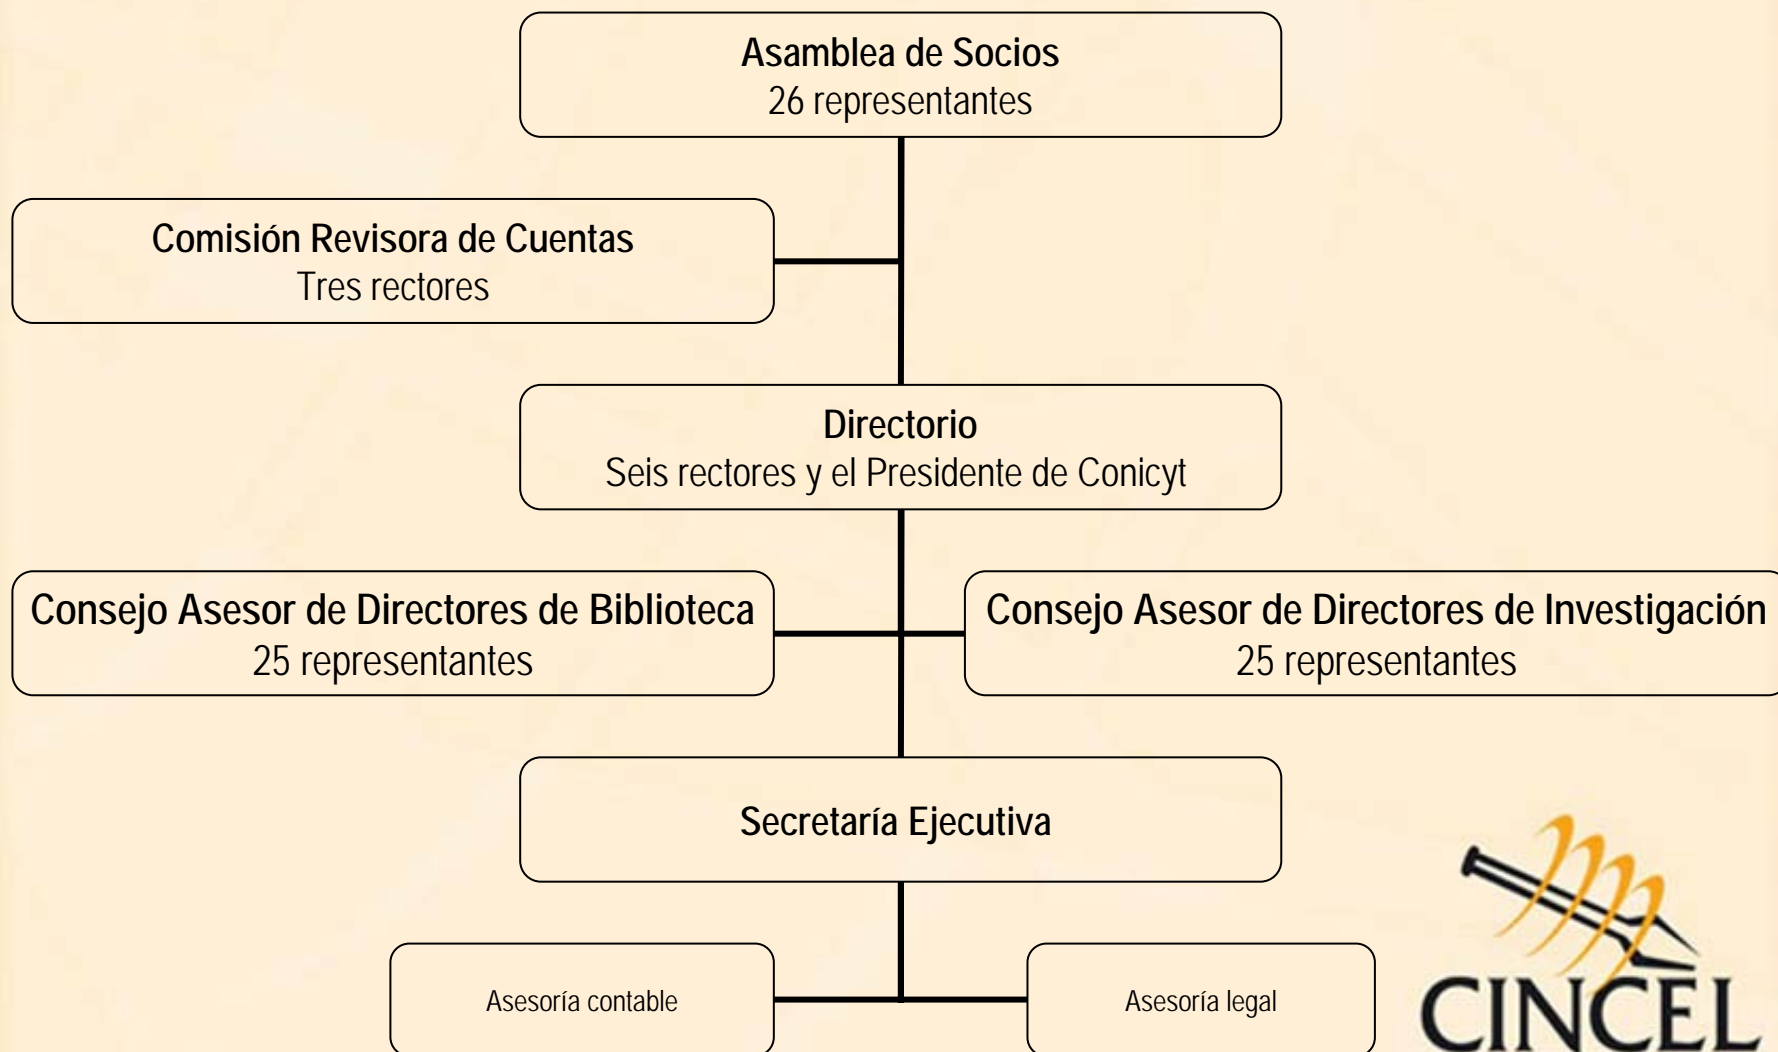 Asamblea de Socios
26 representantes
Comisión Revisora de Cuentas
Tres rectores
Directorio
Seis rectores y el Presidente de Conicyt
Consejo Asesor de Directores de Biblioteca
25 representantes
Consejo Asesor de Directores de Investigación
25 representantes
Secretaría Ejecutiva
Asesoría contable
Asesoría legal
CINCEL